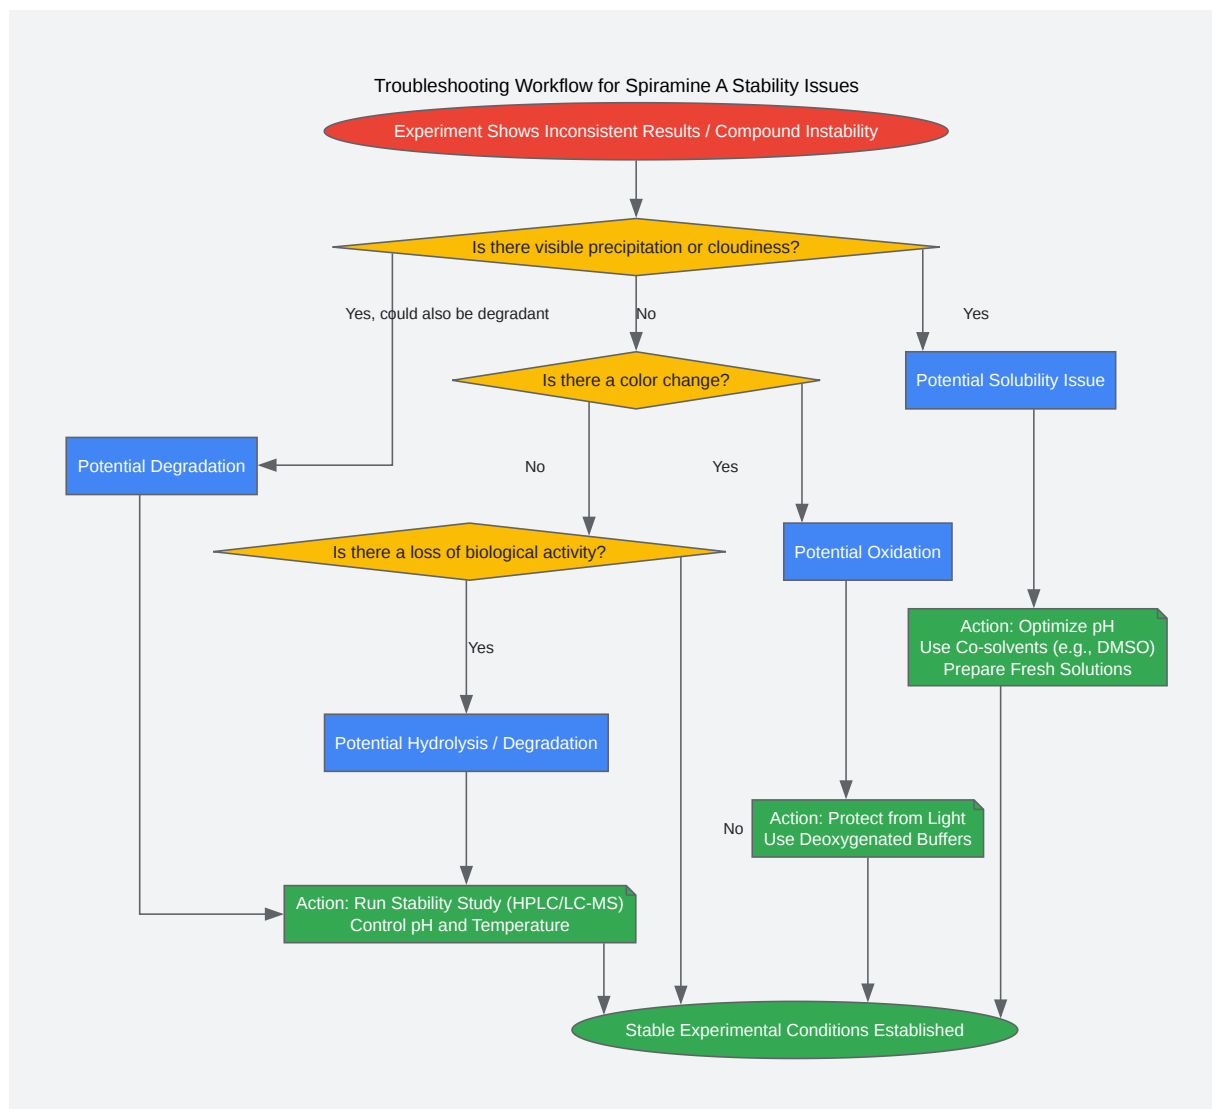 Troubleshooting Workflow for Spiramine A Stability Issues
Experiment Shows Inconsistent Results / Compound Instability
Is there visible precipitation or cloudiness?
Yes, could also be degradant
No
Yes
Is there a color change?
Potential Solubility Issue
Potential Degradation
No
Yes
Is there a loss of biological activity?
Potential Oxidation
Action: Optimize pH
Use Co-solvents (e.g., DMSO)
Prepare Fresh Solutions
Yes
Potential Hydrolysis / Degradation
No
Action: Protect from Light
Use Deoxygenated Buffers
Action: Run Stability Study (HPLC/LC-MS)
Control pH and Temperature
Stable Experimental Conditions Established